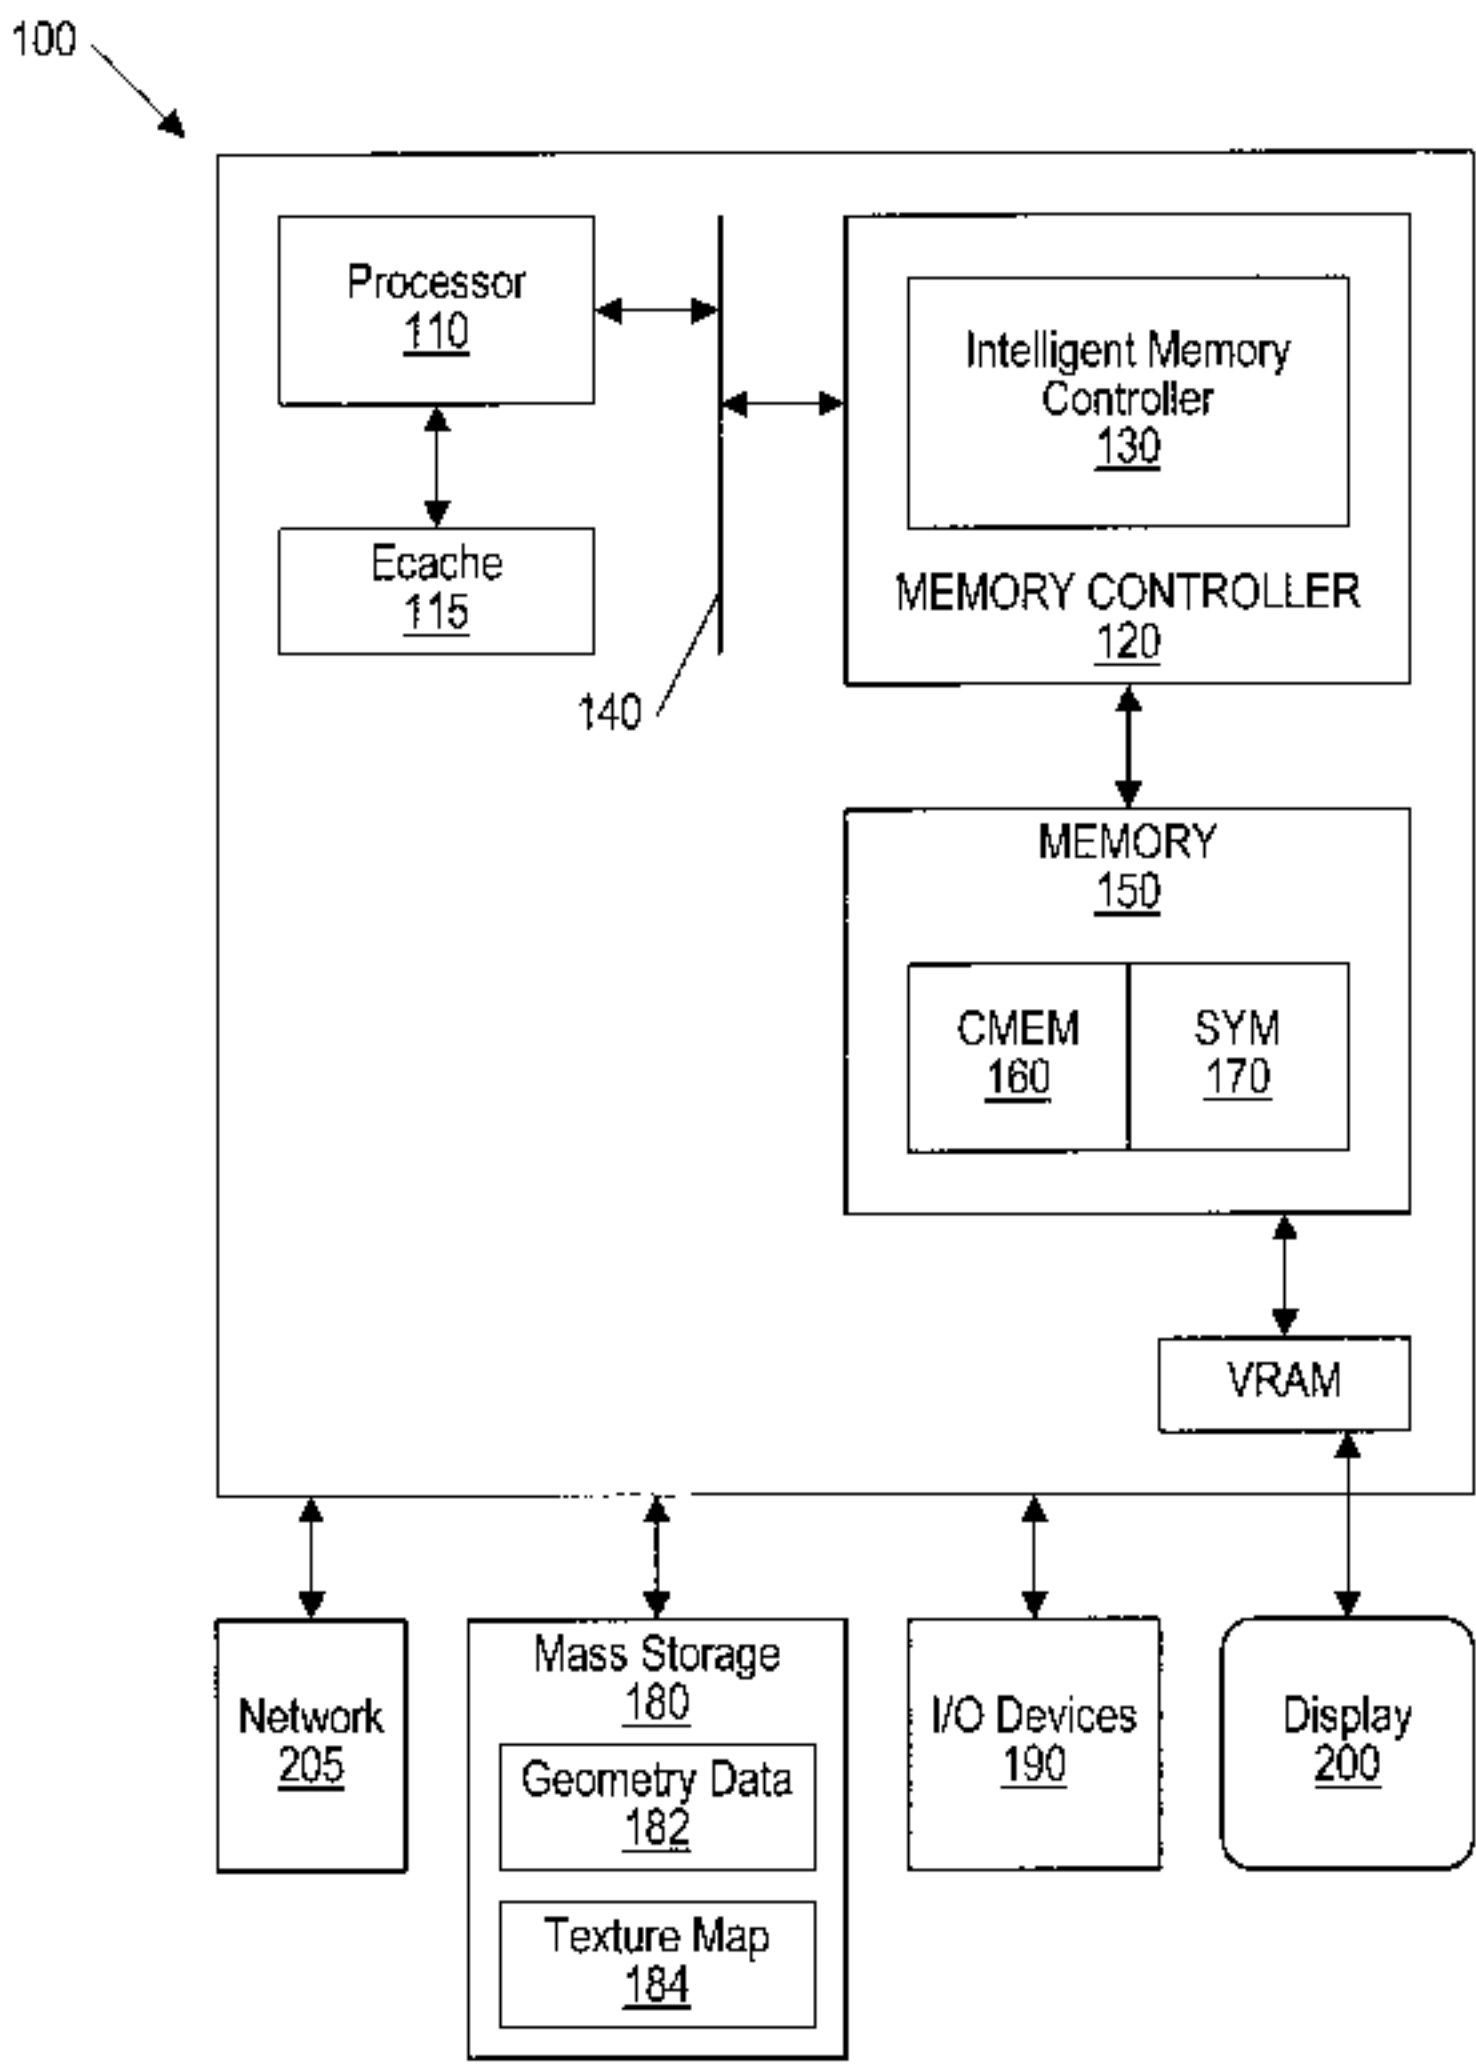 100
Processor
110
Intelligent Memory
Controller
130
Ecache
115
MEMORY CONTROLLER
120
140
MEMORY
150
CMEM
160
SYM
170
VRAM
Network
205
Mass Storage
180
Geometry Data
182
Texture Map
184
I/O Devices
190
Display
200